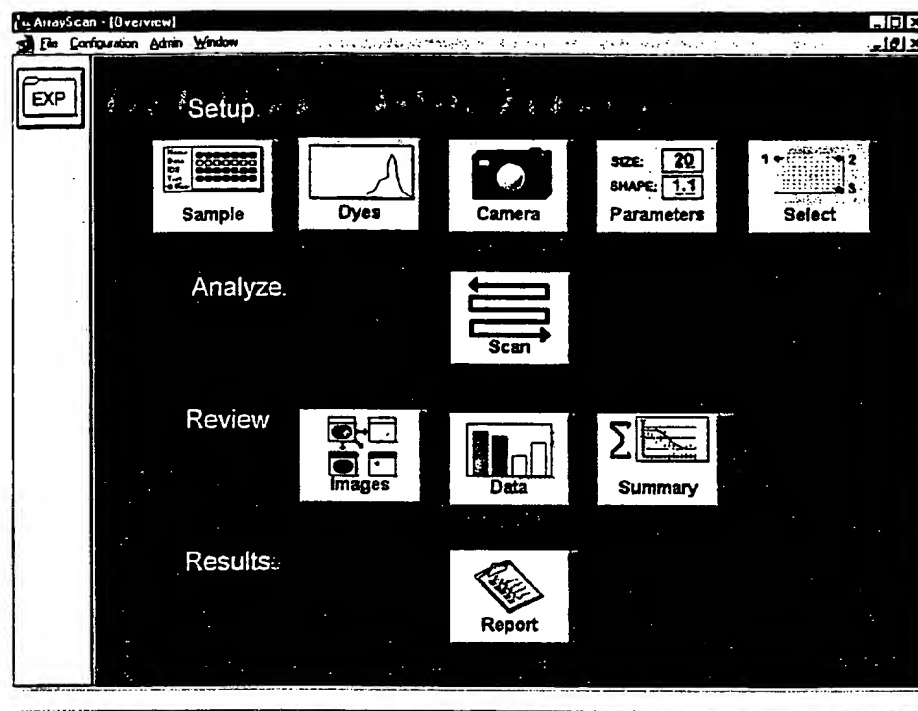 ArrayScan - [Overview]
File Configuration Admin Window
EXP
Setup
Sample
Dyes
Camera
SIZE: 20
SHAPE: 1.1
Parameters
1 2
3
Select
Analyze
Scan
Review
Images
Data
Σ
Summary
Results
Report